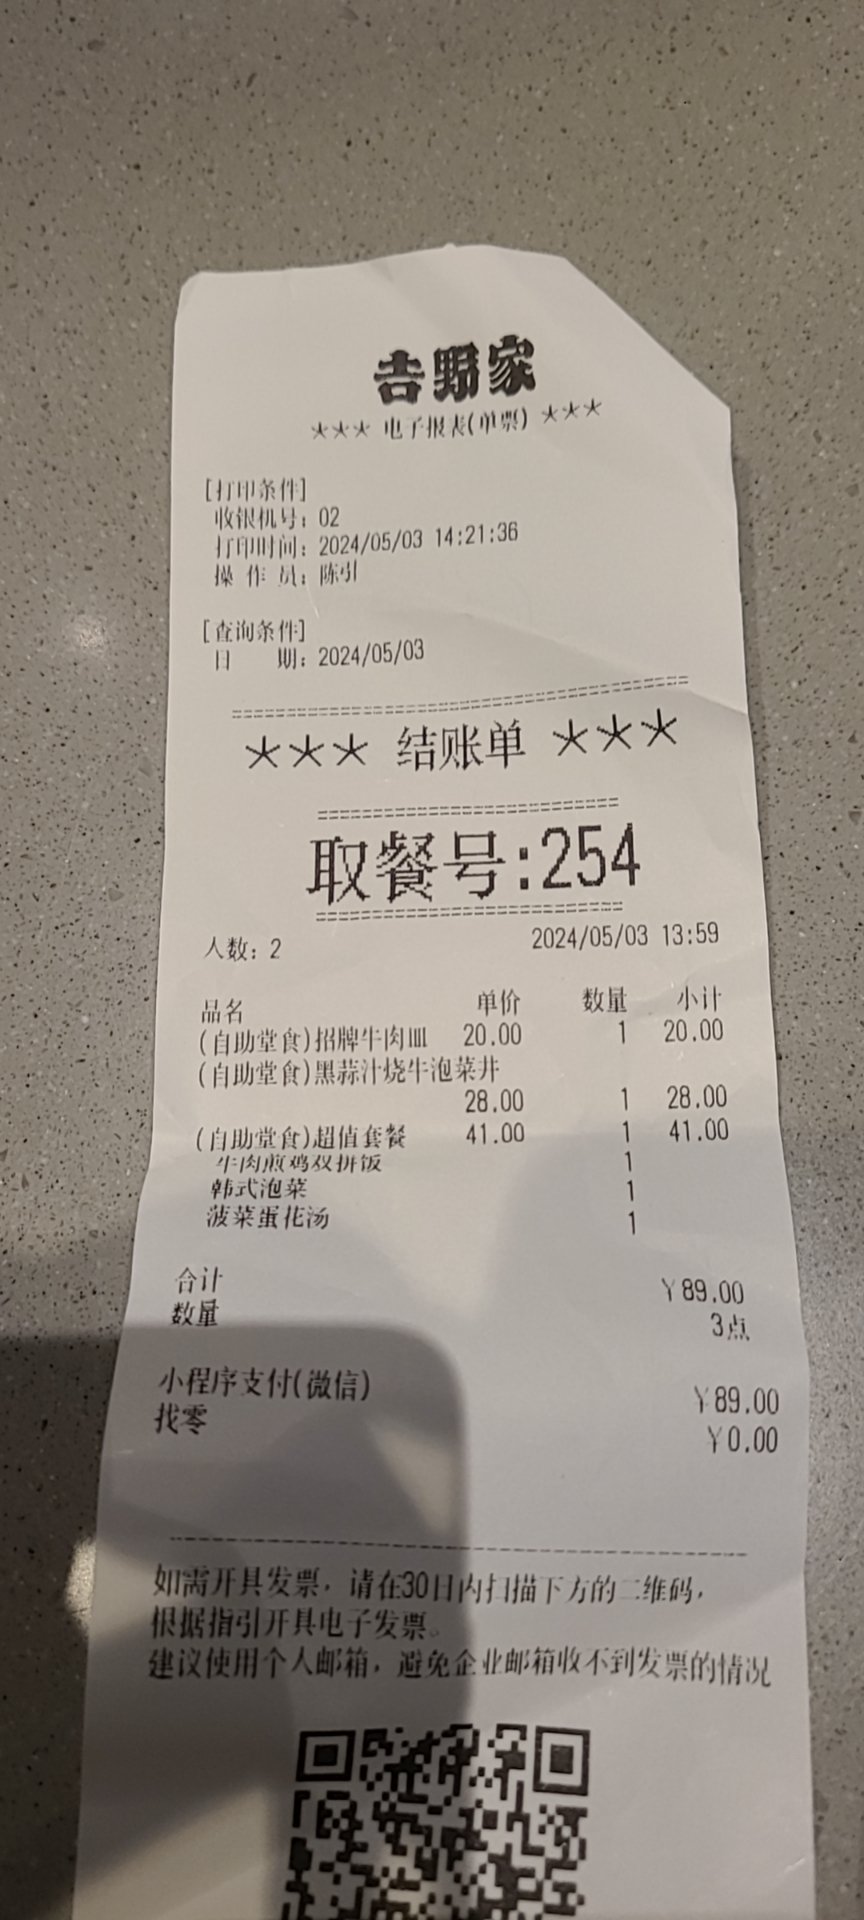 吉野家
*** 电子报表(单票) ***
[打印条件]
收银机号：02
打印时间：2024/05/03 14:21:36
操 作 员：陈引
[查询条件]
日 期：2024/05/03
*** 结账单 ***
取餐号:254
人数：2 2024/05/03 13:59
品名 单价 数量 小计
(自助堂食)招牌牛肉皿 20.00 1 20.00
(自助堂食)黑蒜汁烧牛泡菜丼
28.00 1 28.00
(自助堂食)超值套餐 41.00 1 41.00
牛肉煎鸡双拼饭 1
韩式泡菜 1
菠菜蛋花汤 1
合计 ￥89.00
数量 3点
小程序支付(微信) ￥89.00
找零 ￥0.00
如需开具发票，请在30日内扫描下方的二维码，
根据指引开具电子发票。
建议使用个人邮箱，避免企业邮箱收不到发票的情况